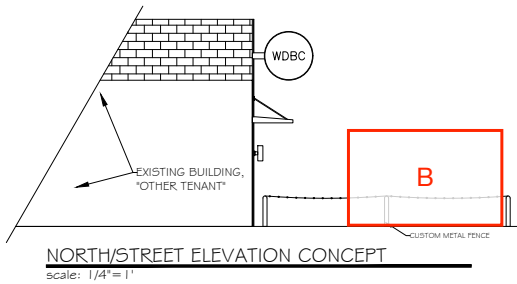 WDBC
EXISTING BUILDING,
"OTHER TENANT"
B
CUSTOM METAL FENCE
NORTH/STREET ELEVATION CONCEPT
scale: 1/4"=1'